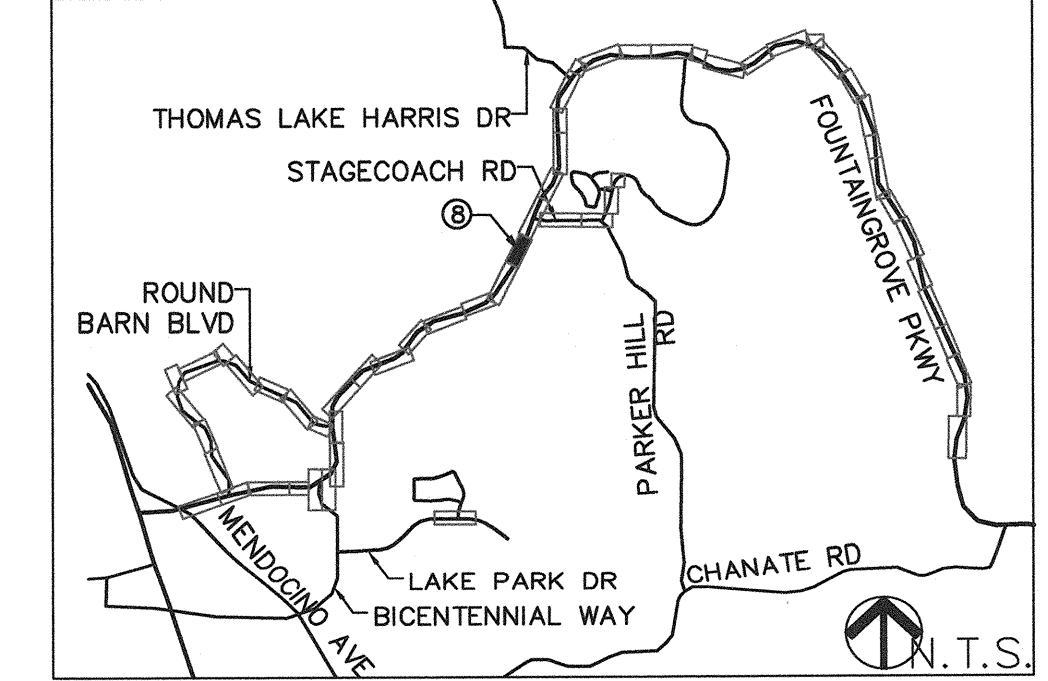 THOMAS LAKE HARRIS DR
STAGECOACH RD
8
ROUND
BARN BLVD
FOUNTAINGROVE PKWY
PARKER HILL
RD
MENDOCINO AVE
CHANATE RD
LAKE PARK DR
BICENTENNIAL WAY
N.T.S.